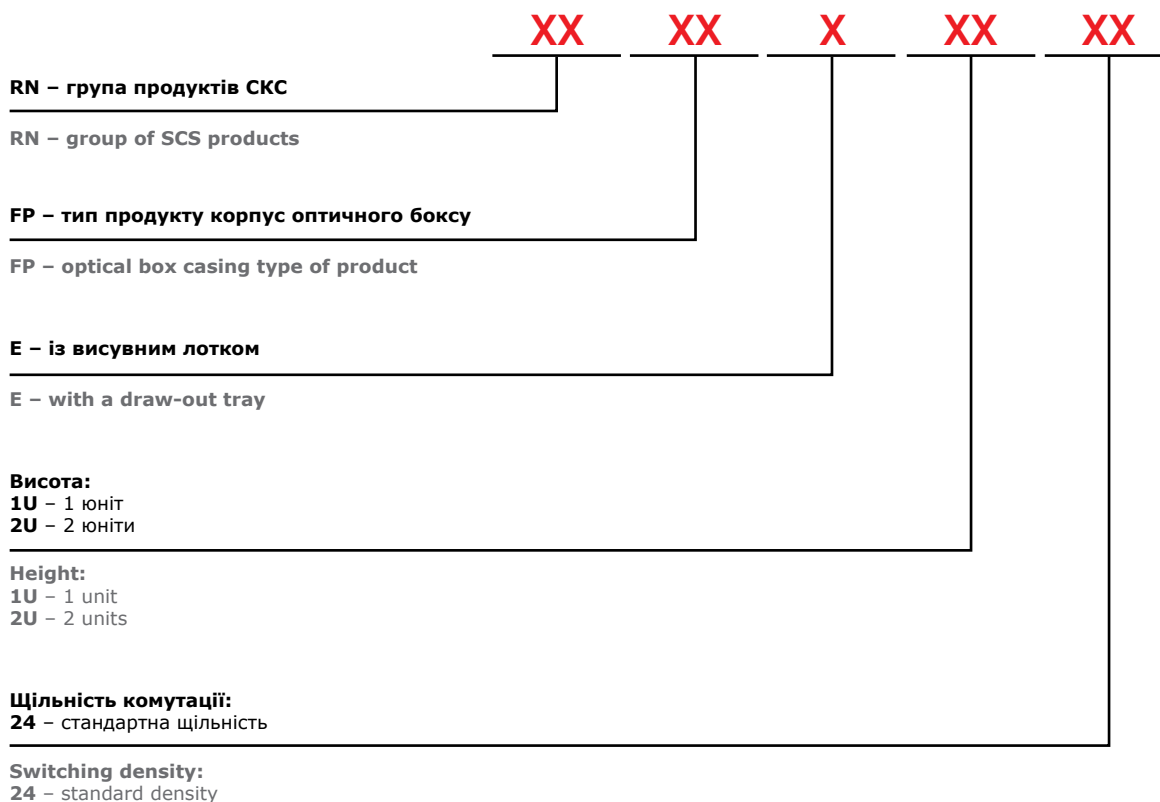 XX XX X XX XX
RN – група продуктів СКС
RN – group of SCS products
FP – тип продукту корпус оптичного боксу
FP – optical box casing type of product
E – із висувним лотком
E – with a draw-out tray
Висота:
1U – 1 юніт
2U – 2 юніти
Height:
1U – 1 unit
2U – 2 units
Щільність комутації:
24 – стандартна щільність
Switching density:
24 – standard density